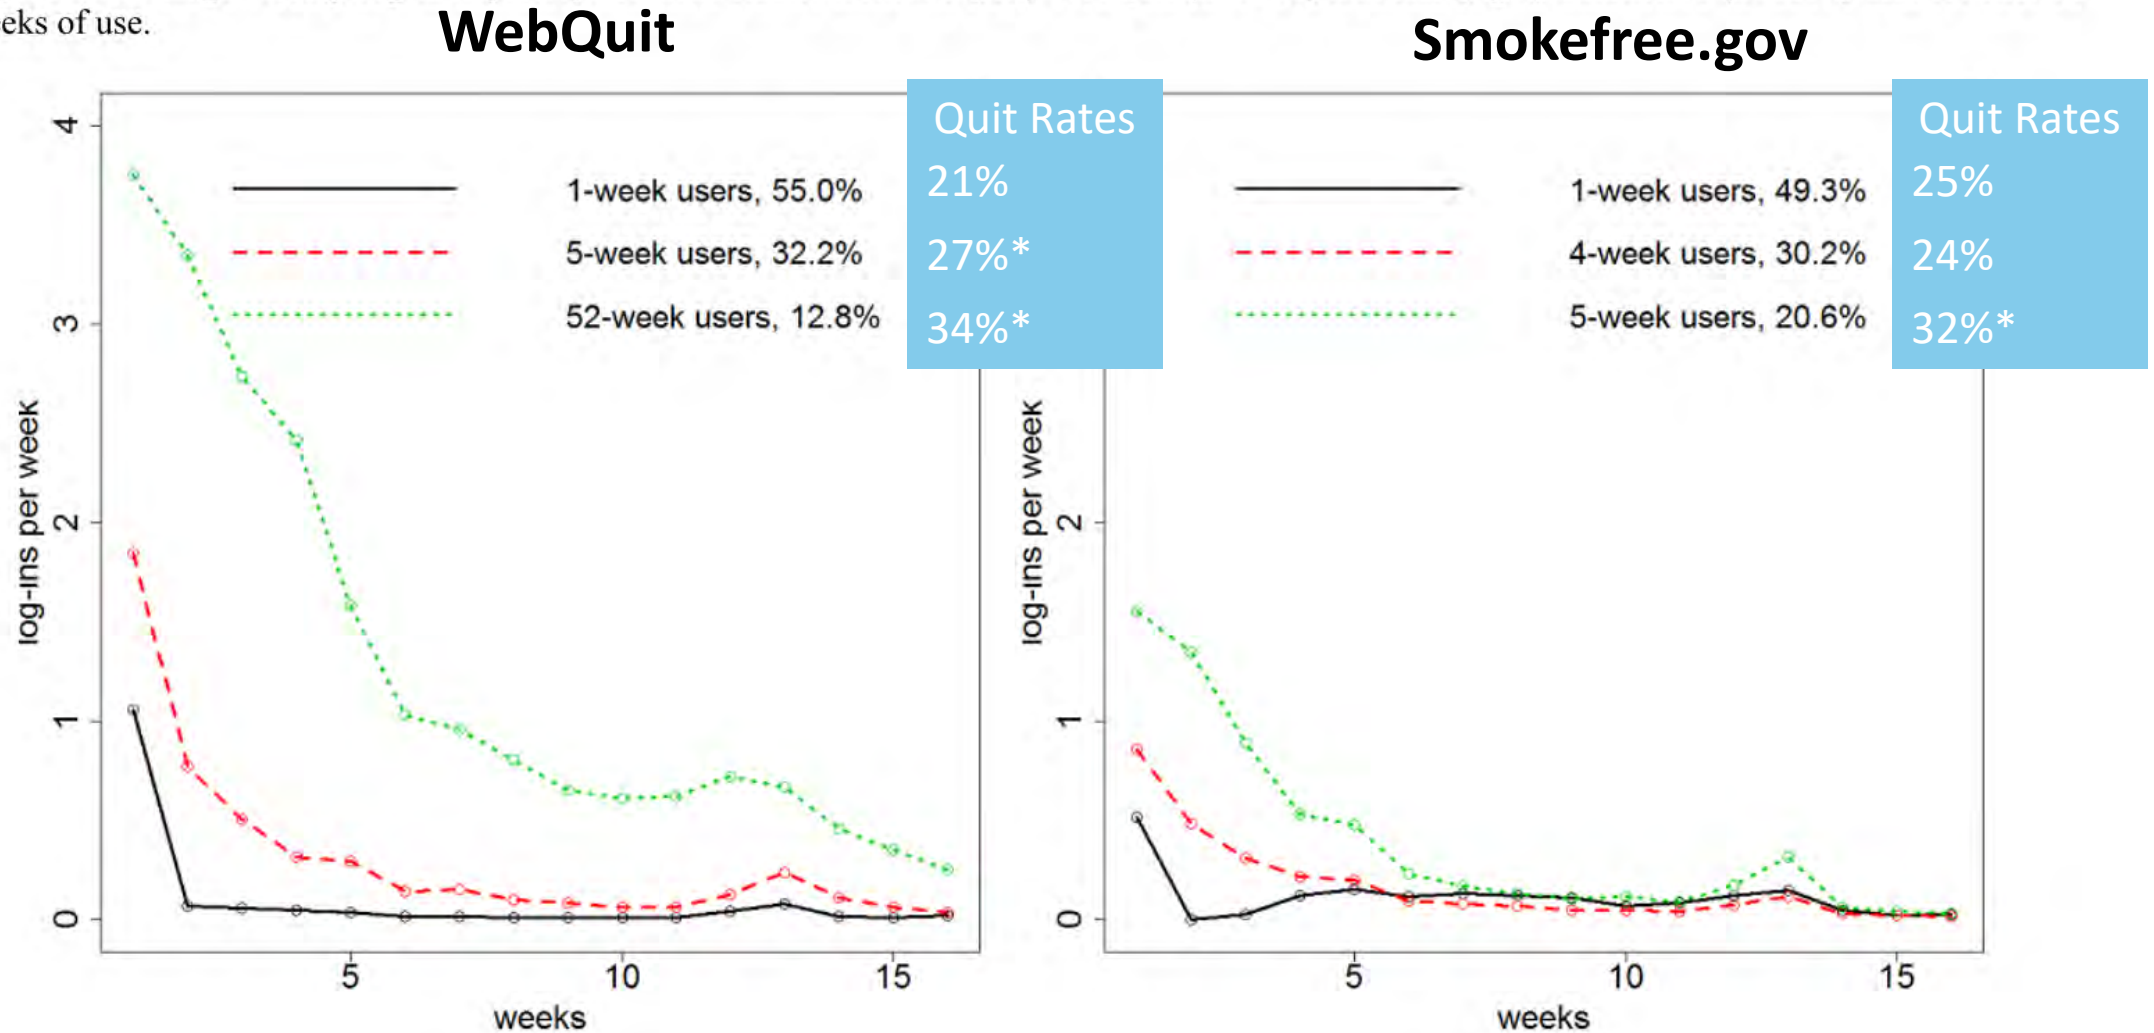 eeks of use.
WebQuit
Smokefree.gov
4
3
2
1
0
log-ins per week
1-week users, 55.0%
5-week users, 32.2%
52-week users, 12.8%
Quit Rates
21%
27%*
34%*
5 10 15
weeks
2
1
0
log-ins per week
1-week users, 49.3%
4-week users, 30.2%
5-week users, 20.6%
Quit Rates
25%
24%
32%*
5 10 15
weeks